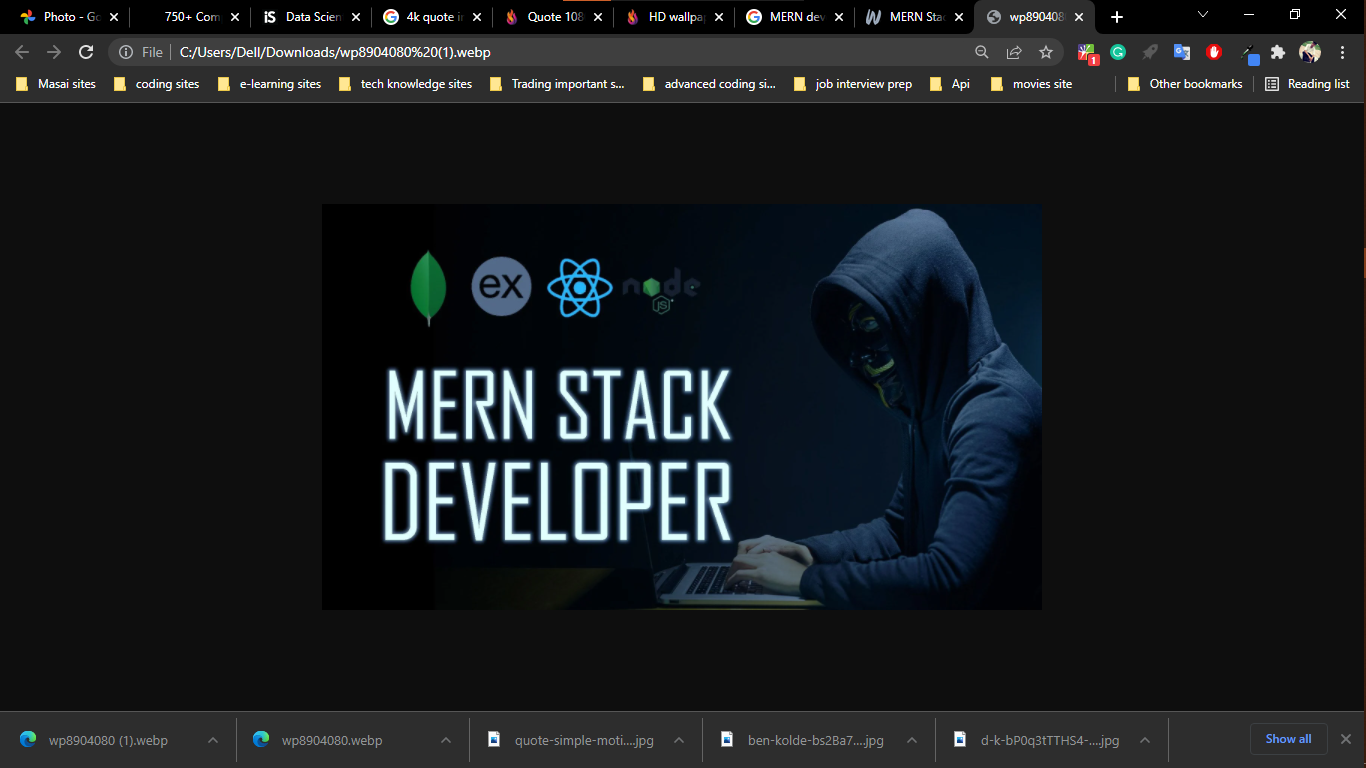 Photo - Go
750+ Com
iS Data Scien
4k quote i
Quote 108
HD wallpap
MERN dev
MERN Stac
wp890408
File
C:/Users/Dell/Downloads/wp8904080%20(1).webp
1
Masai sites
coding sites
e-learning sites
tech knowledge sites
Trading important s...
advanced coding si...
job interview prep
Api
movies site
Other bookmarks
Reading list
ex
node
JS
MERN STACK
DEVELOPER
wp8904080 (1).webp
wp8904080.webp
quote-simple-moti....jpg
ben-kolde-bs2Ba7....jpg
d-k-bP0q3tTTHS4-....jpg
Show all